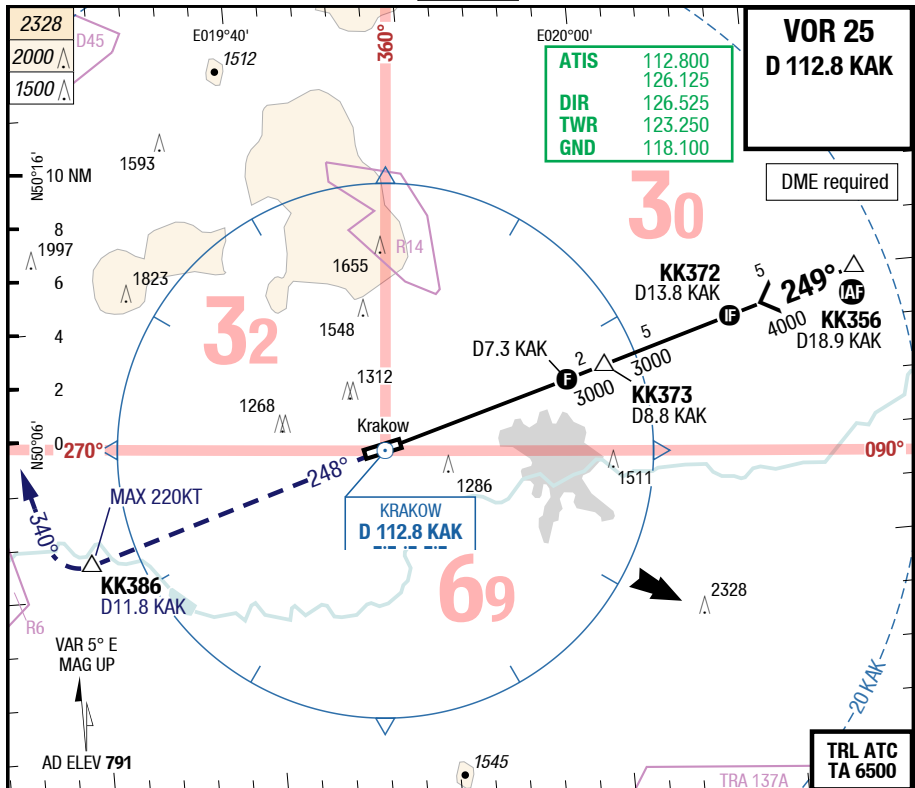 2328
2000
1500
D45
E019°40'
1512
360°
E020°00'
ATIS 112.800
126.125
DIR 126.525
TWR 123.250
GND 118.100
VOR 25
D 112.8 KAK
DME required
N50°16'
10 NM
1593
8
1997
6
1823
4
2
0
N50°06'
32
30
R14
1655
1548
1312
1268
KK372
D13.8 KAK
5
249°
IAF
KK356
D18.9 KAK
IF
4000
5
3000
D7.3 KAK
2
F
3000
KK373
D8.8 KAK
Krakow
270°
090°
248°
1286
1511
MAX 220KT
340°
KRAKOW
D 112.8 KAK
KK386
D11.8 KAK
69
2328
R6
VAR 5° E
MAG UP
AD ELEV 791
20 KAK
1545
TRA 137A
TRL ATC
TA 6500